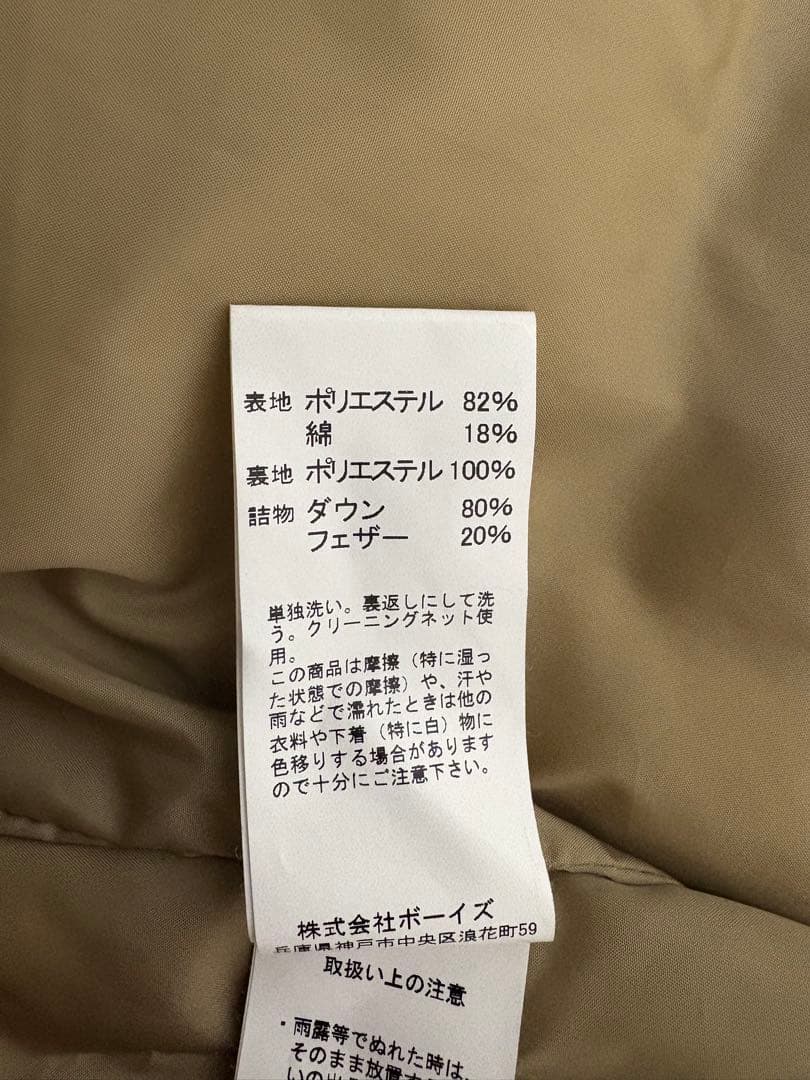 表地 ポリエステル 82%
綿 18%
裏地 ポリエステル 100%
詰物 ダウン 80%
フェザー 20%
単独洗い。裏返しにして洗
う。クリーニングネット使
用。
この商品は摩擦（特に湿っ
た状態での摩擦）や、汗や
雨などで濡れたときは他の
衣料や下着（特に白）物に
色移りする場合があります
ので十分にご注意下さい。
株式会社ボーイズ
兵庫県神戸市中央区浪花町59
取扱い上の注意
・雨露等でぬれた時は、
そのまま放置す
いの出